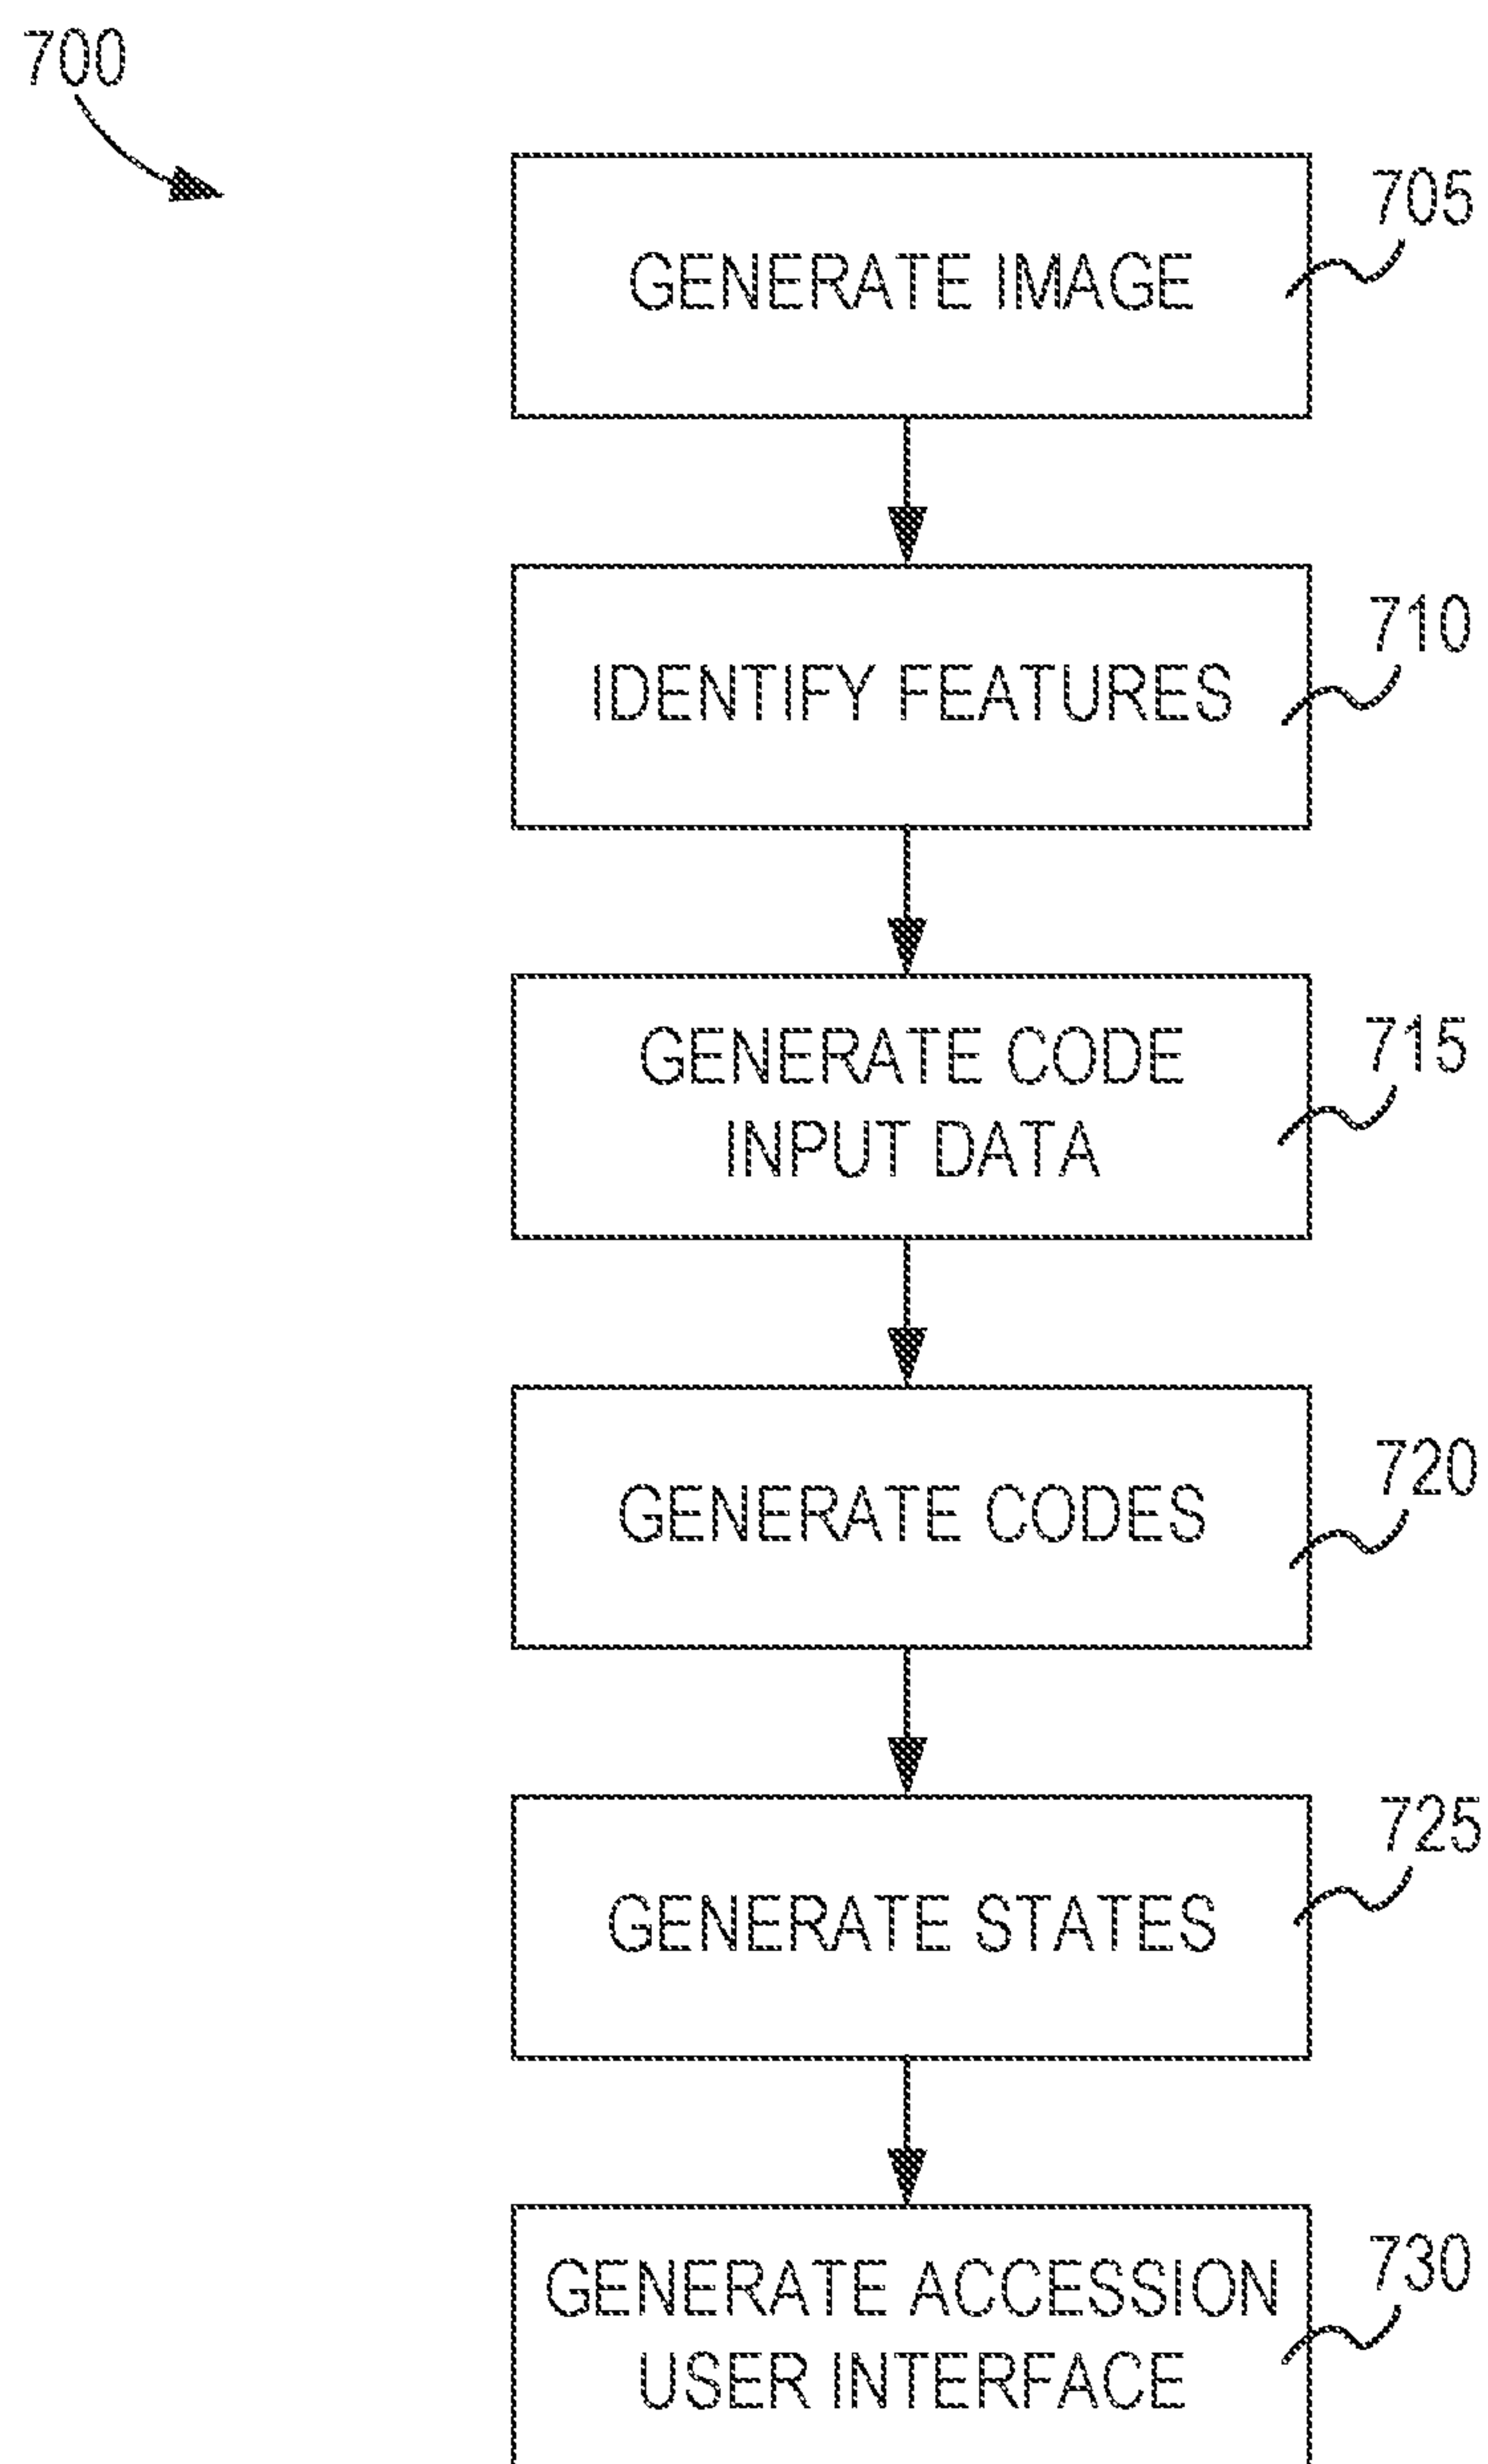 700
705
GENERATE IMAGE
710
IDENTIFY FEATURES
715
GENERATE CODE
INPUT DATA
720
GENERATE CODES
725
GENERATE STATES
730
GENERATE ACCESSION
USER INTERFACE